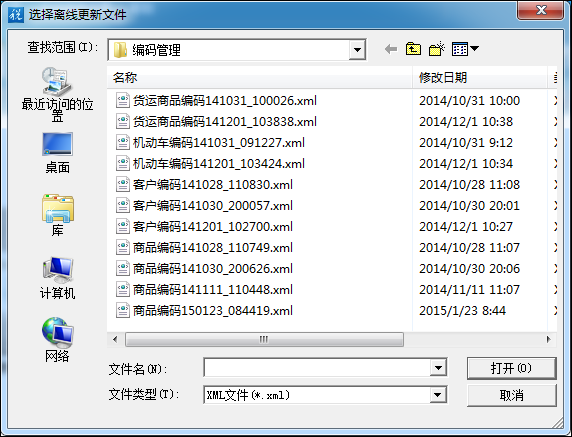 税 选择离线更新文件
查找范围(I): 编码管理
名称 修改日期
货运商品编码141031_100026.xml 2014/10/31 10:00
货运商品编码141201_103838.xml 2014/12/1 10:38
机动车编码141031_091227.xml 2014/10/31 9:12
机动车编码141201_103424.xml 2014/12/1 10:34
客户编码141028_110830.xml 2014/10/28 11:08
客户编码141030_200057.xml 2014/10/30 20:01
客户编码141201_102700.xml 2014/12/1 10:27
商品编码141028_110749.xml 2014/10/28 11:07
商品编码141030_200626.xml 2014/10/30 20:06
商品编码141111_110448.xml 2014/11/11 11:07
商品编码150123_084419.xml 2015/1/23 8:44
最近访问的位
置
桌面
库
计算机
网络
文件名(N): 打开(O)
文件类型(T): XML文件(*.xml) 取消